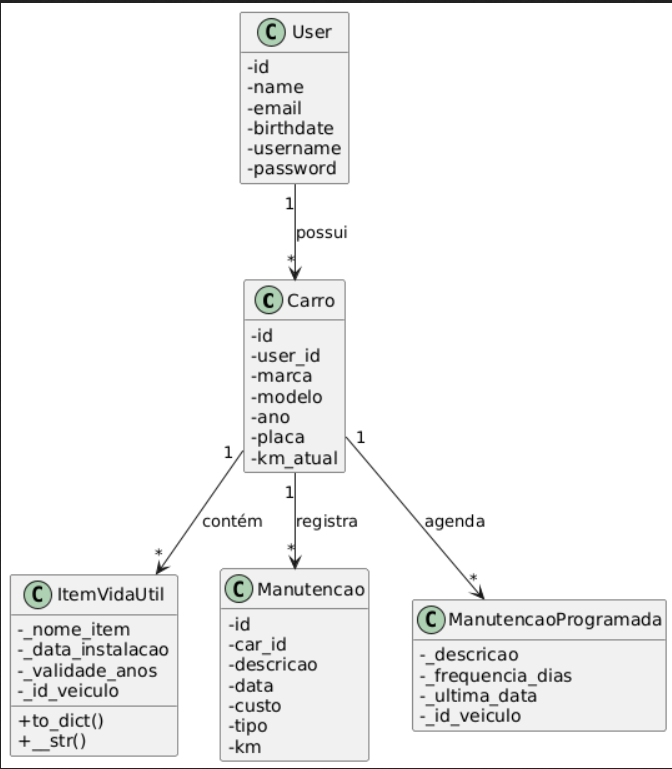 C User
-id
-name
-email
-birthdate
-username
-password
1
possui
*
C Carro
-id
-user_id
-marca
-modelo
-ano
-placa
-km_atual
1
1
1
contém
registra
agenda
*
*
*
C ItemVidaUtil
-_nome_item
-_data_instalacao
-_validade_anos
-_id_veiculo
+to_dict()
+__str()
C Manutencao
-id
-car_id
-descricao
-data
-custo
-tipo
-km
C ManutencaoProgramada
-_descricao
-_frequencia_dias
-_ultima_data
-_id_veiculo